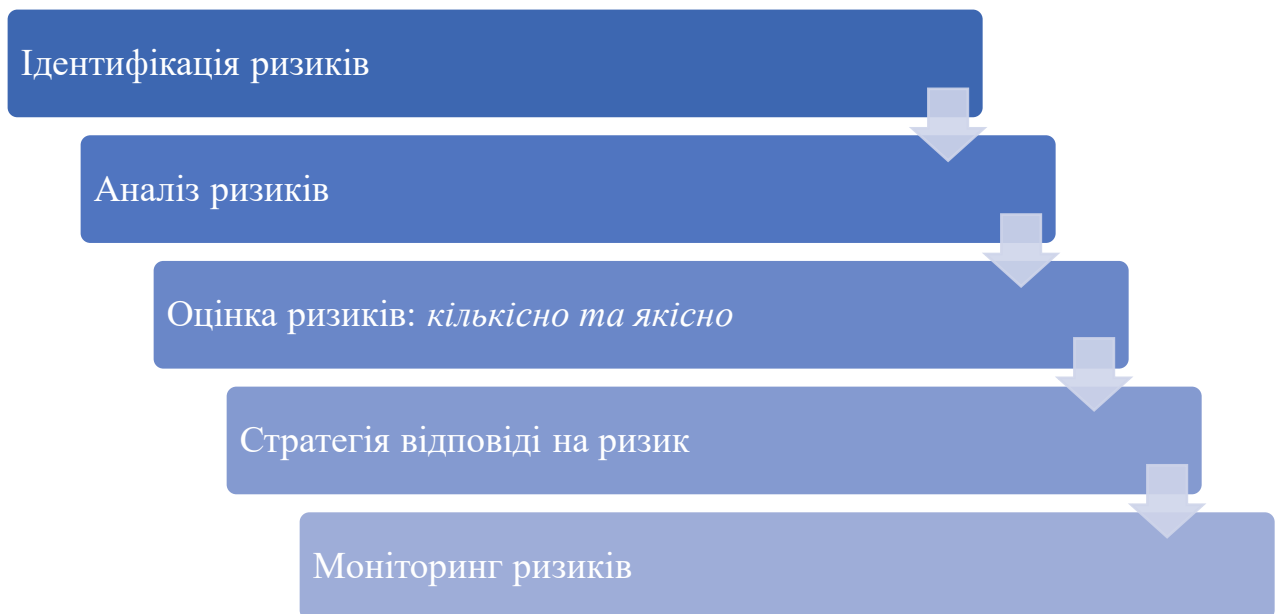 Ідентифікація ризиків
Аналіз ризиків
Оцінка ризиків: кількісно та якісно
Стратегія відповіді на ризик
Моніторинг ризиків